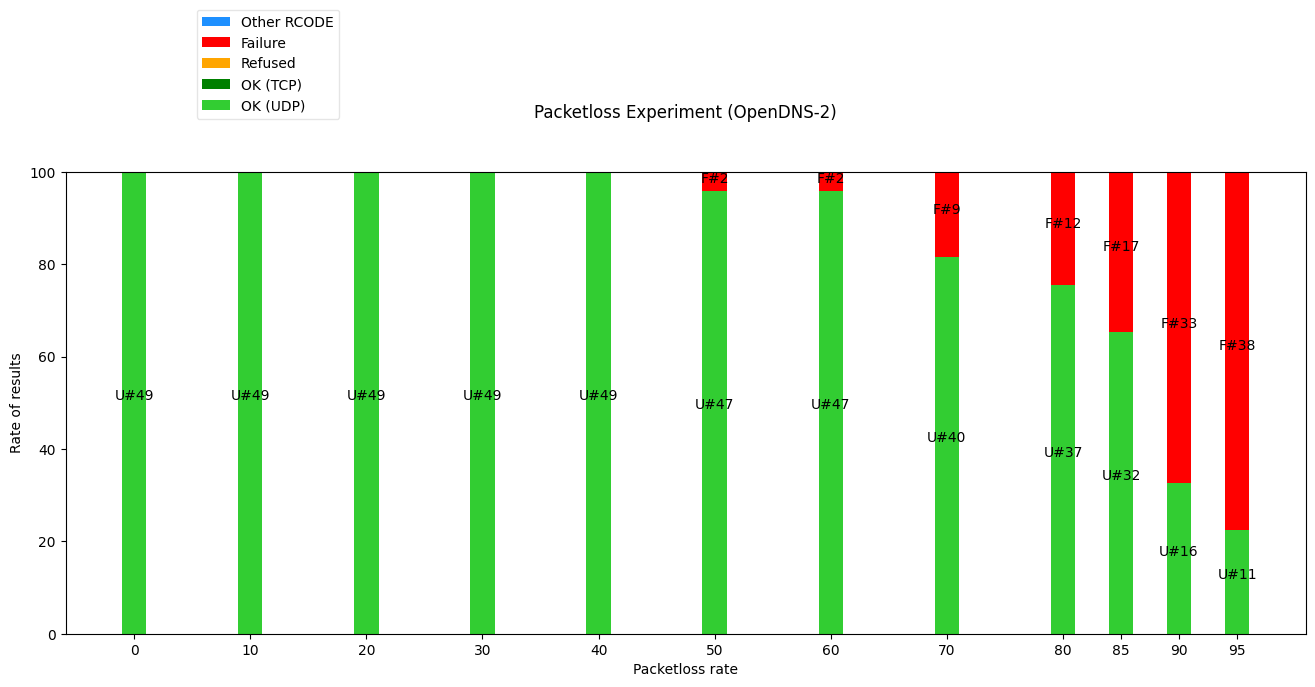 Other RCODE
Failure
Refused
OK (TCP)
OK (UDP)
Packetloss Experiment (OpenDNS-2)
100
80
60
40
20
0
Rate of results
F#2 F#2 F#9 F#12 F#17 F#33 F#38
U#49 U#49 U#49 U#49 U#49 U#47 U#47 U#40 U#37 U#32 U#16 U#11
0 10 20 30 40 50 60 70 80 85 90 95
Packetloss rate